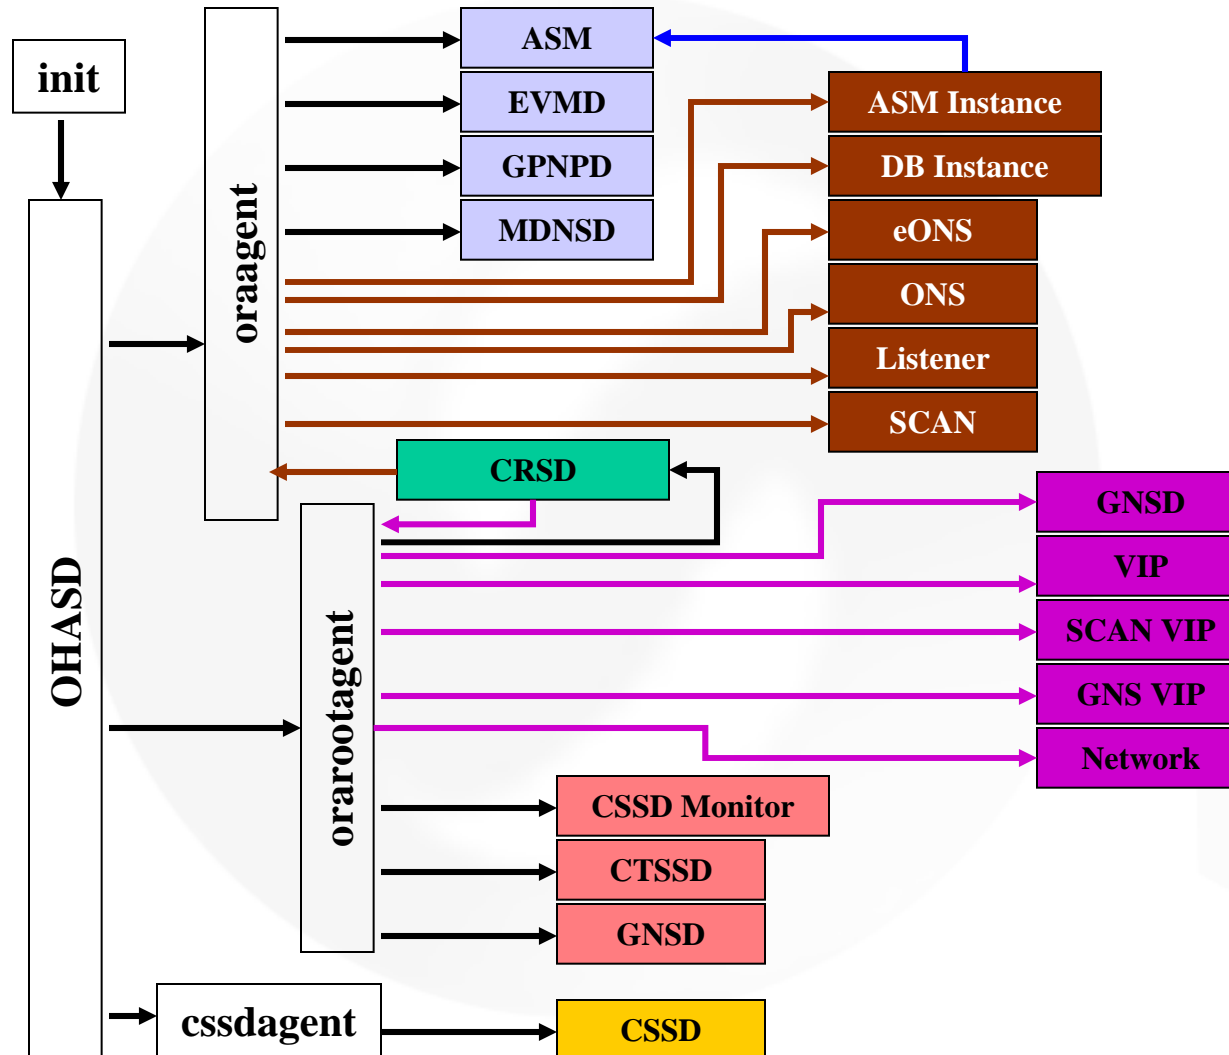 init
OHASD
oraagent
ASM
EVMD
GPNPD
MDNSD
ASM Instance
DB Instance
eONS
ONS
Listener
SCAN
CRSD
orarootagent
GNSD
VIP
SCAN VIP
GNS VIP
Network
CSSD Monitor
CTSSD
GNSD
cssdagent
CSSD